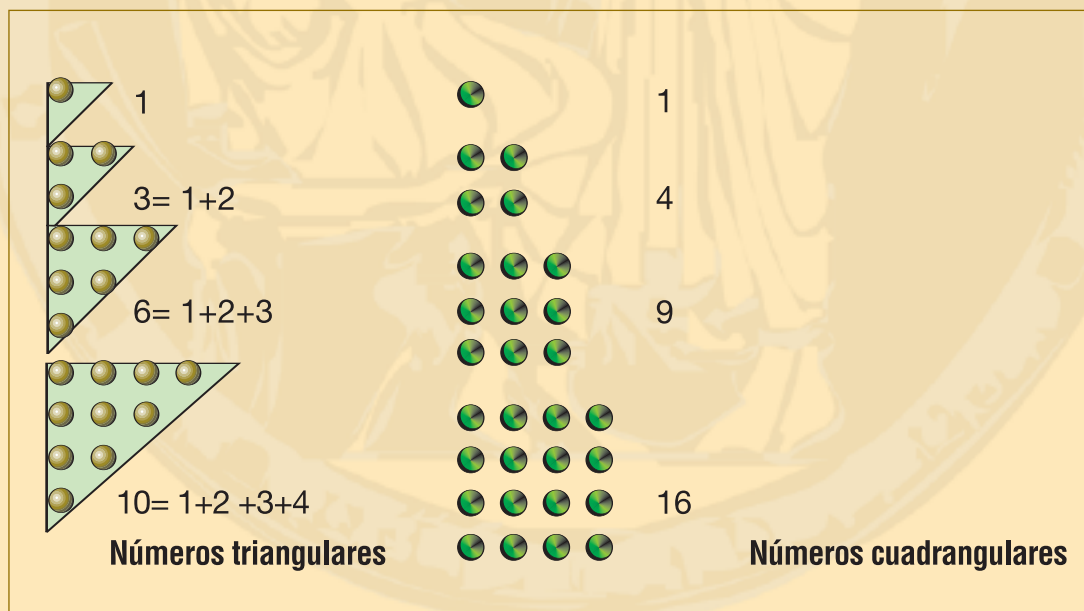 1
3= 1+2
6= 1+2+3
10= 1+2 +3+4
Números triangulares
1
4
9
16
Números cuadrangulares